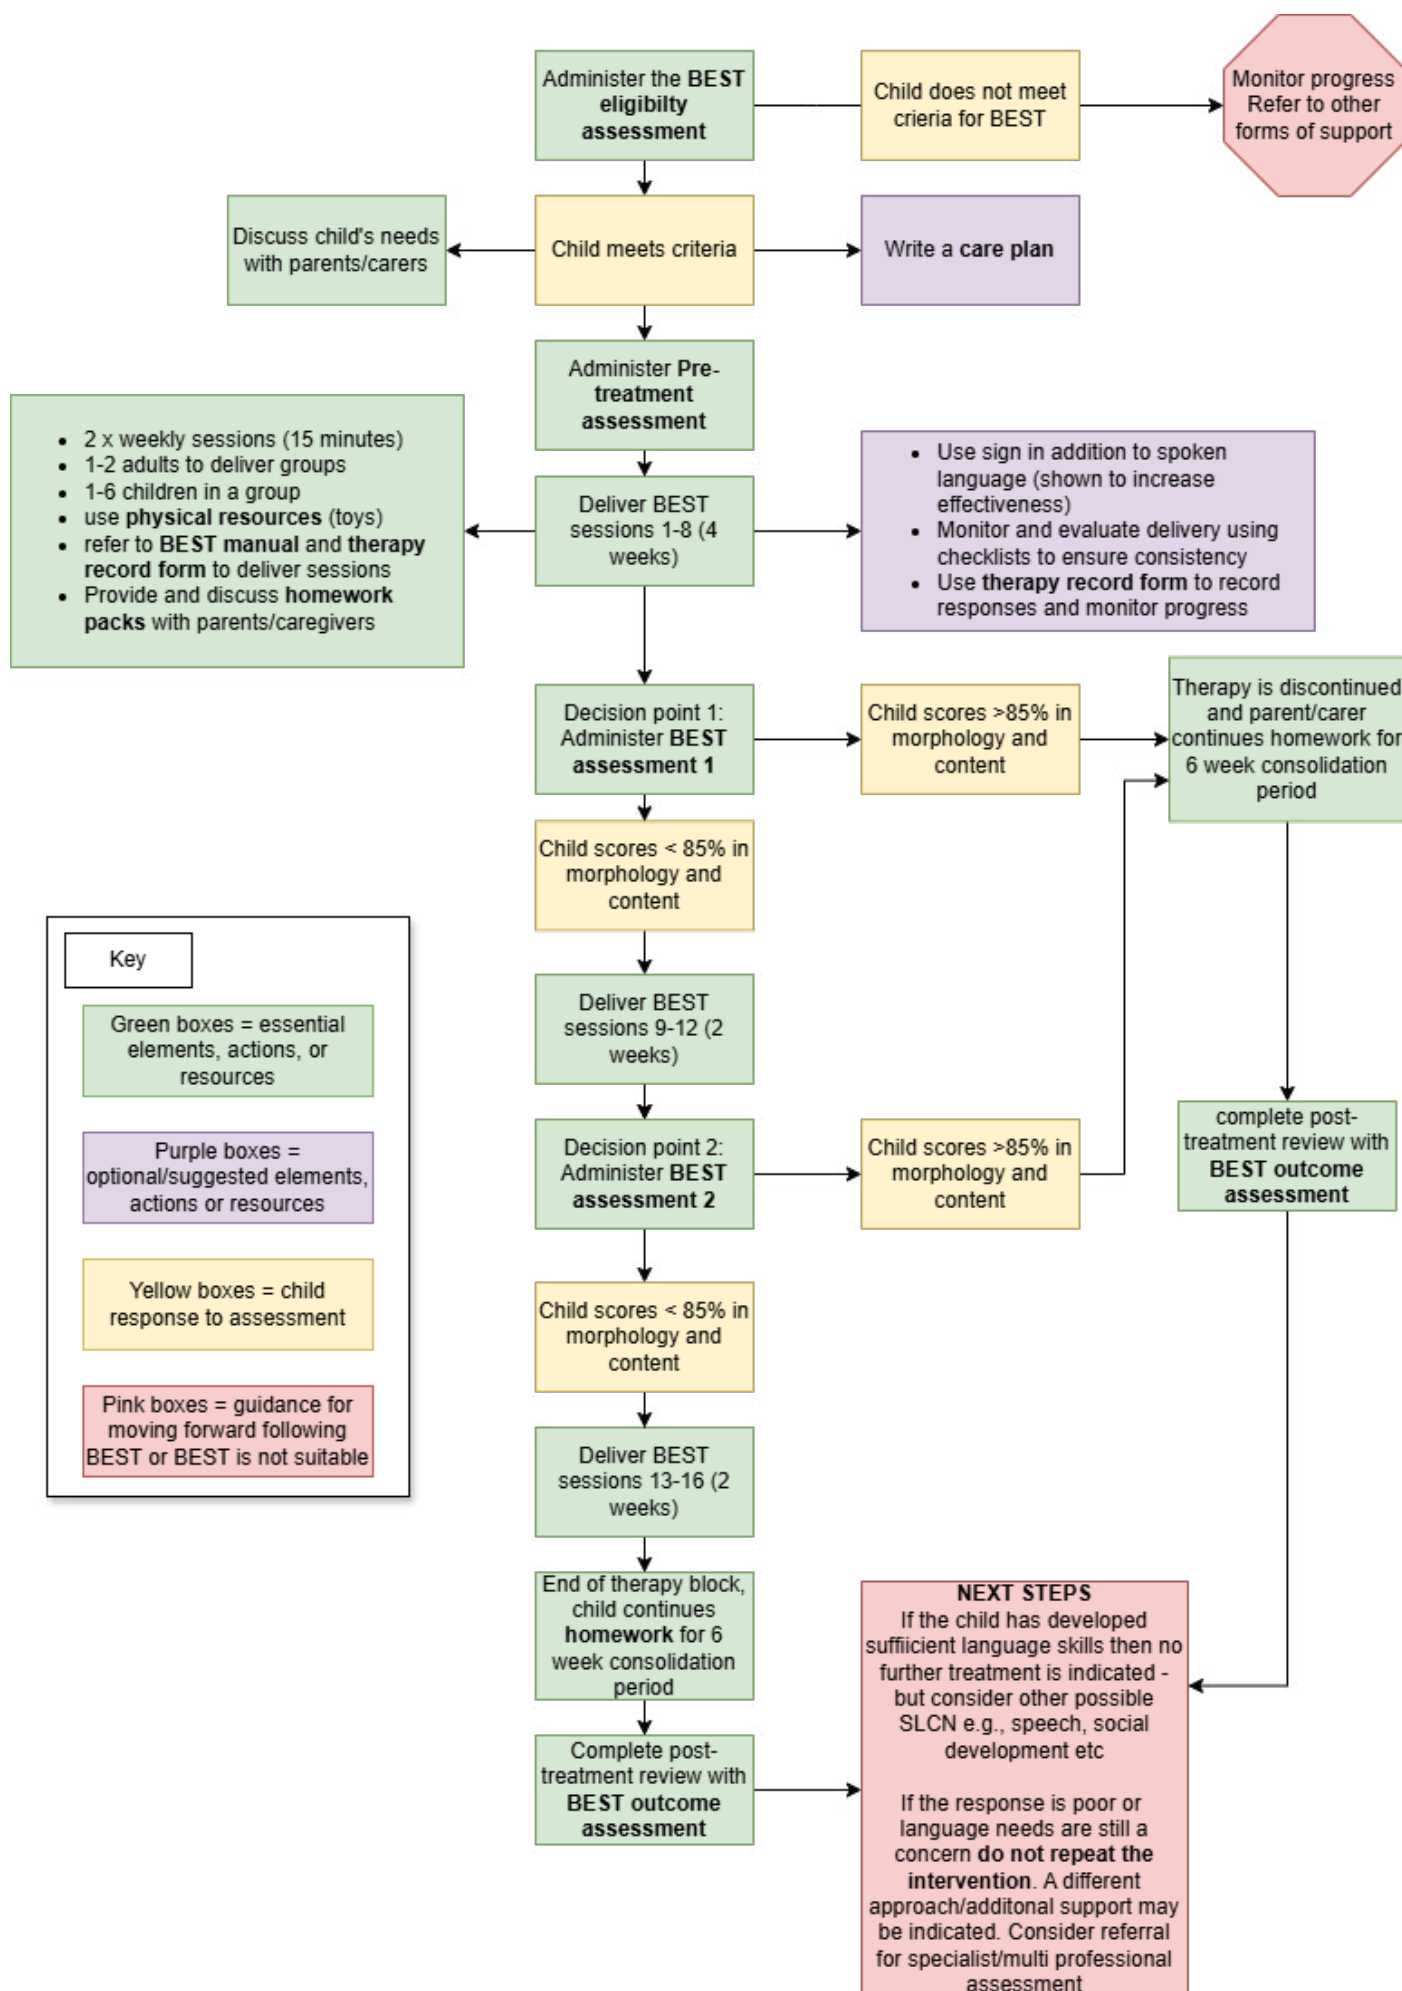 Administer the BEST
eligibilty
assessment
Child does not meet
crieria for BEST
Monitor progress
Refer to other
forms of support
Discuss child's needs
with parents/carers
Child meets criteria
Write a care plan
Administer Pre-
treatment
assessment
• 2 x weekly sessions (15 minutes)
• 1-2 adults to deliver groups
• 1-6 children in a group
• use physical resources (toys)
• refer to BEST manual and therapy
record form to deliver sessions
• Provide and discuss homework
packs with parents/caregivers
Deliver BEST
sessions 1-8 (4
weeks)
• Use sign in addition to spoken
language (shown to increase
effectiveness)
• Monitor and evaluate delivery using
checklists to ensure consistency
• Use therapy record form to record
responses and monitor progress
Decision point 1:
Administer BEST
assessment 1
Child scores >85% in
morphology and
content
Therapy is discontinued
and parent/carer
continues homework for
6 week consolidation
period
Child scores < 85% in
morphology and
content
Key
Green boxes = essential
elements, actions, or
resources
Purple boxes =
optional/suggested elements,
actions or resources
Yellow boxes = child
response to assessment
Pink boxes = guidance for
moving forward following
BEST or BEST is not suitable
Deliver BEST
sessions 9-12 (2
weeks)
Decision point 2:
Administer BEST
assessment 2
Child scores >85% in
morphology and
content
complete post-
treatment review with
BEST outcome
assessment
Child scores < 85% in
morphology and
content
Deliver BEST
sessions 13-16 (2
weeks)
End of therapy block,
child continues
homework for 6
week consolidation
period
Complete post-
treatment review with
BEST outcome
assessment
NEXT STEPS
If the child has developed
suffiicient language skills then no
further treatment is indicated -
but consider other possible
SLCN e.g., speech, social
development etc
If the response is poor or
language needs are still a
concern do not repeat the
intervention. A different
approach/additonal support may
be indicated. Consider referral
for specialist/multi professional
assessment